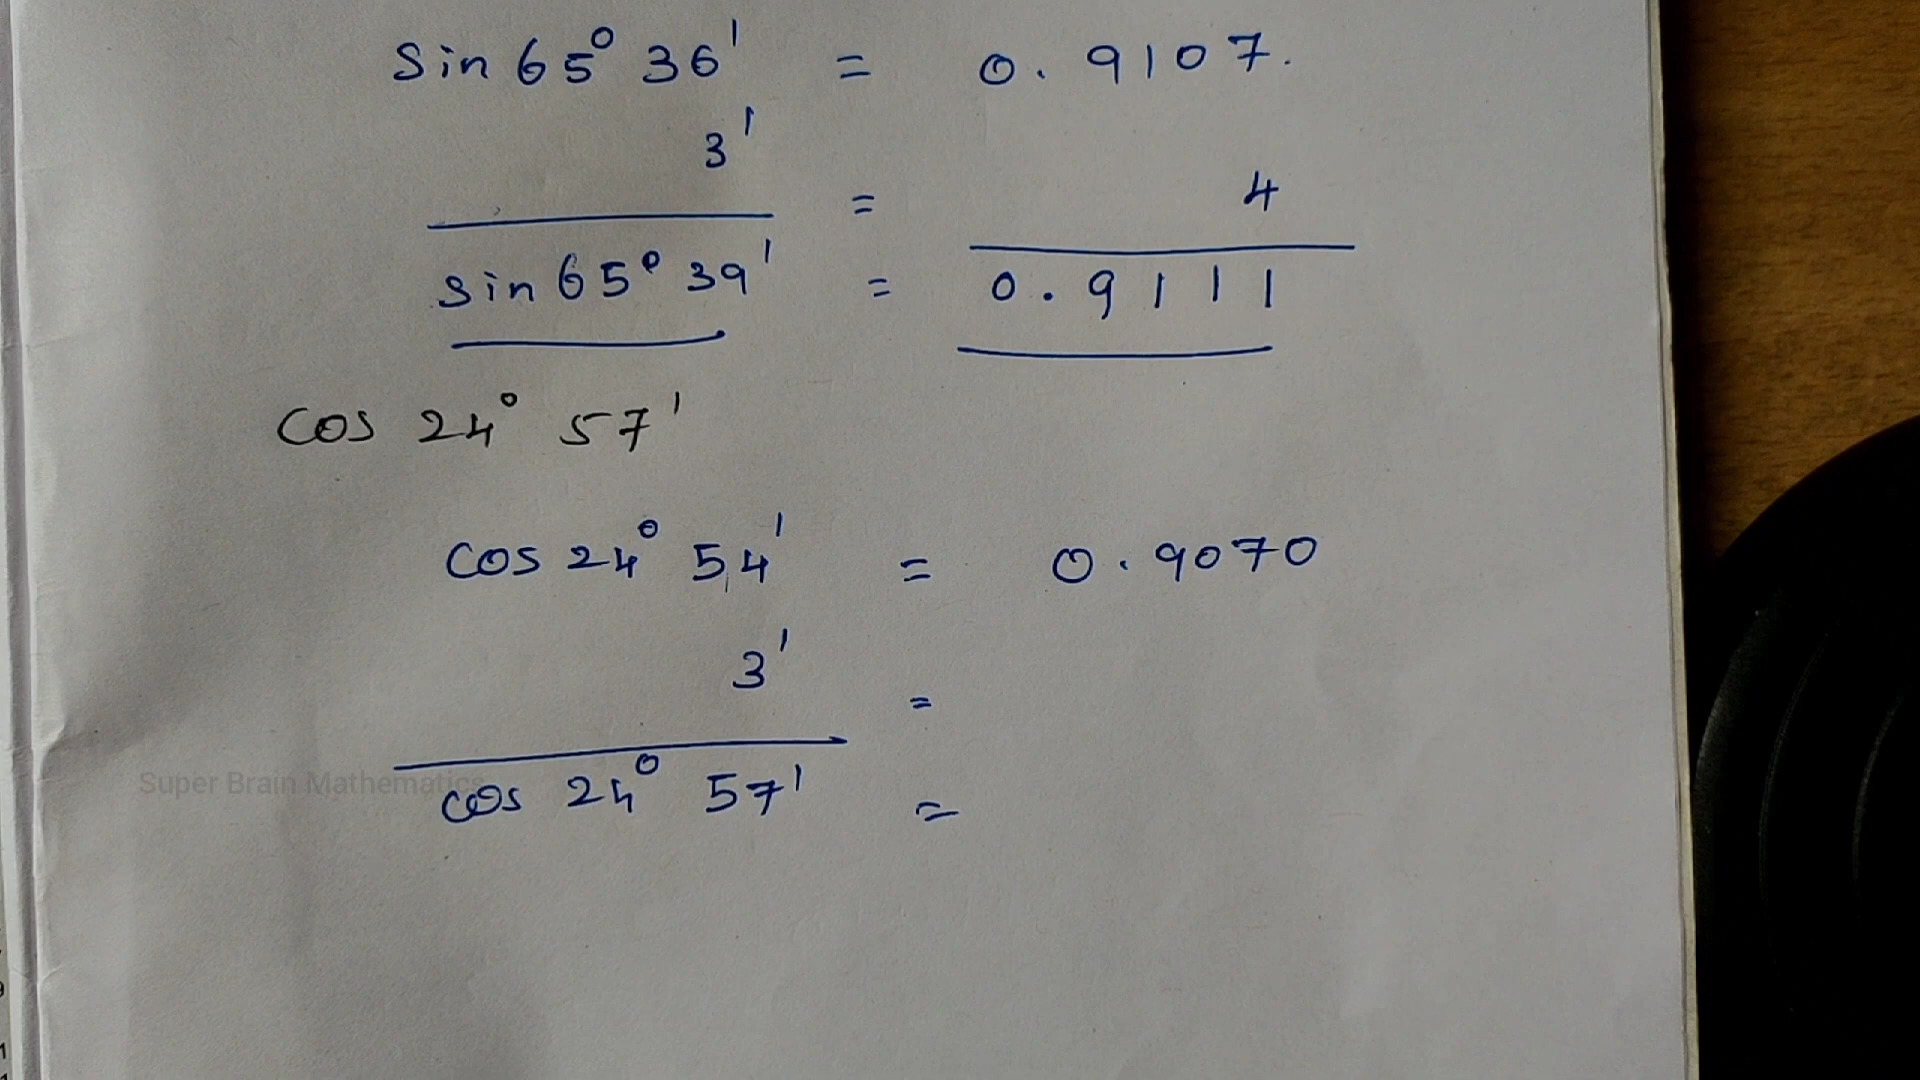 sin 65° 36' = 0.9107.
3' = 4
sin 65° 39' = 0.9111
cos 24° 57'
cos 24° 54' = 0.9070
3' =
cos 24° 57' =
Super Brain Mathematics